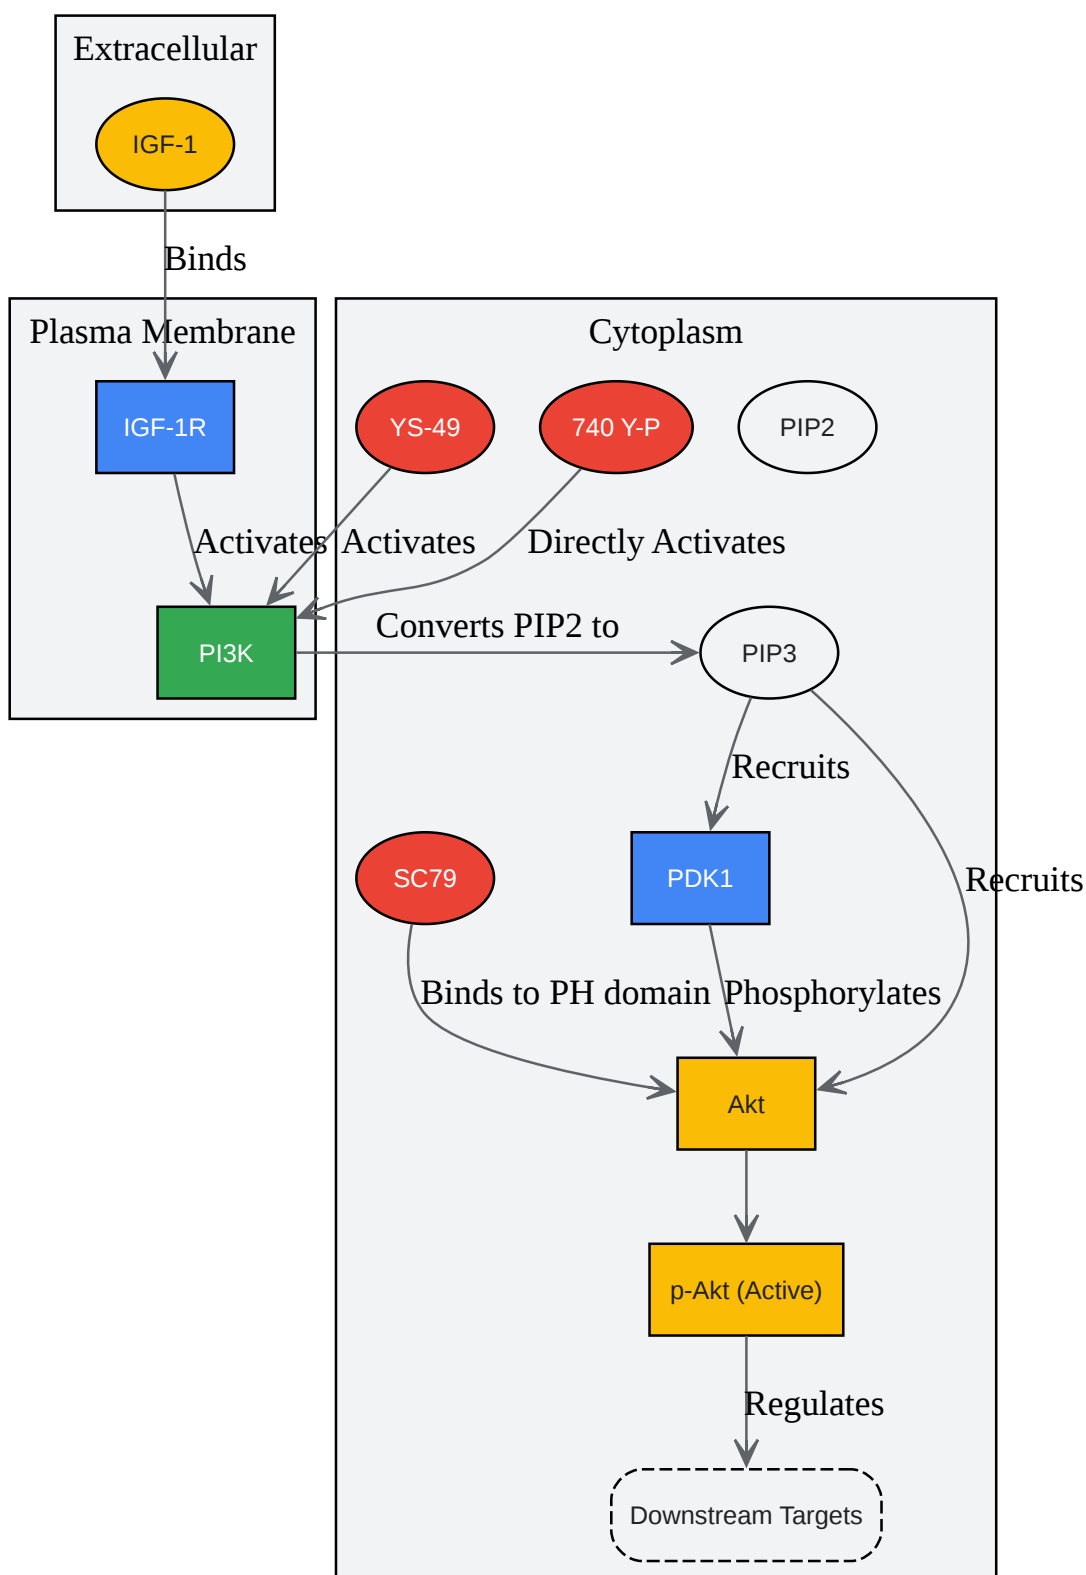 Extracellular
IGF-1
Binds
Plasma Membrane
Cytoplasm
IGF-1R
YS-49
740 Y-P
PIP2
Activates
Activates
Directly Activates
PI3K
Converts PIP2 to
PIP3
Recruits
SC79
PDK1
Recruits
Binds to PH domain
Phosphorylates
Akt
p-Akt (Active)
Regulates
Downstream Targets